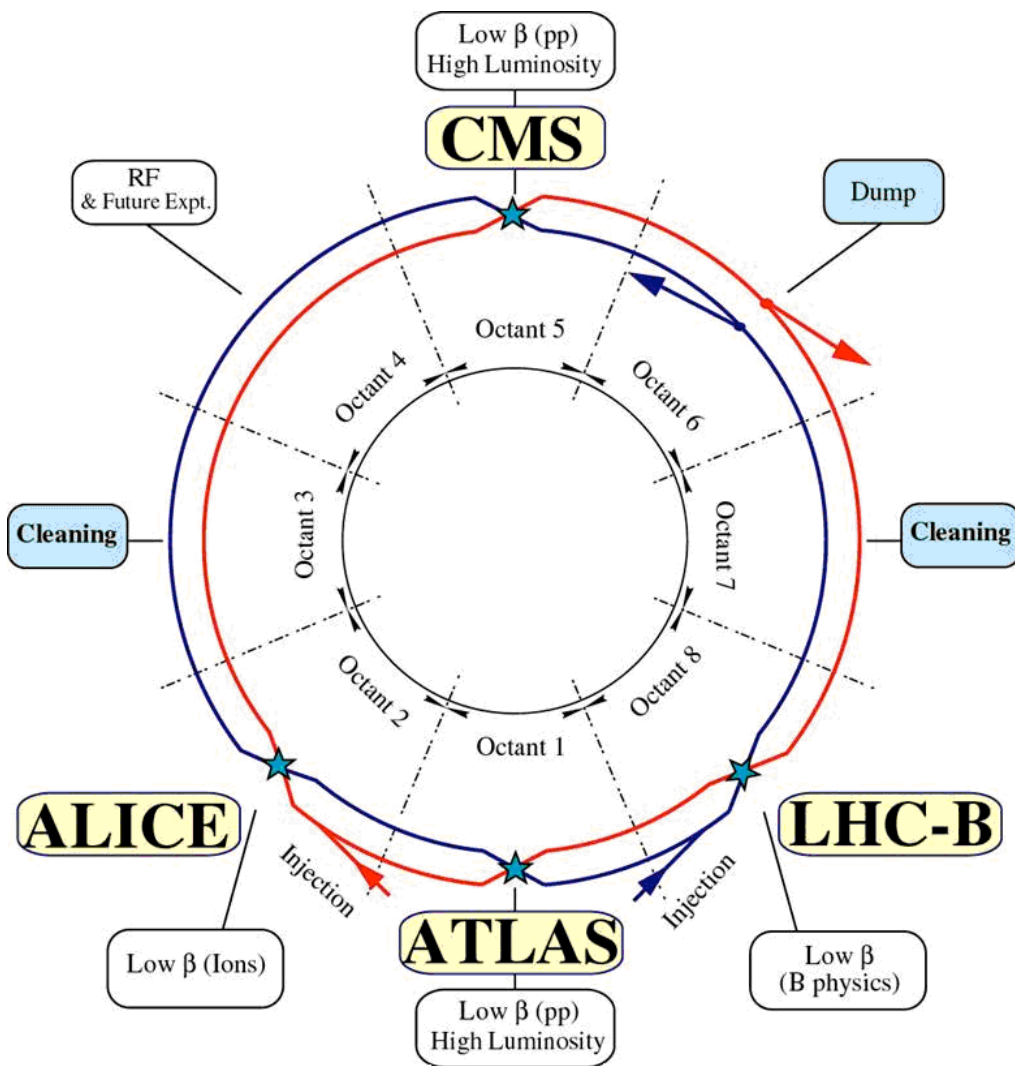 Low β (pp)
High Luminosity
CMS
RF
& Future Expt.
Dump
Octant 5
Octant 4
Octant 6
Cleaning
Octant 3
Octant 7
Cleaning
Octant 2
Octant 8
Octant 1
ALICE
LHC-B
Injection
Injection
ATLAS
Low β (Ions)
Low β
(B physics)
Low β (pp)
High Luminosity